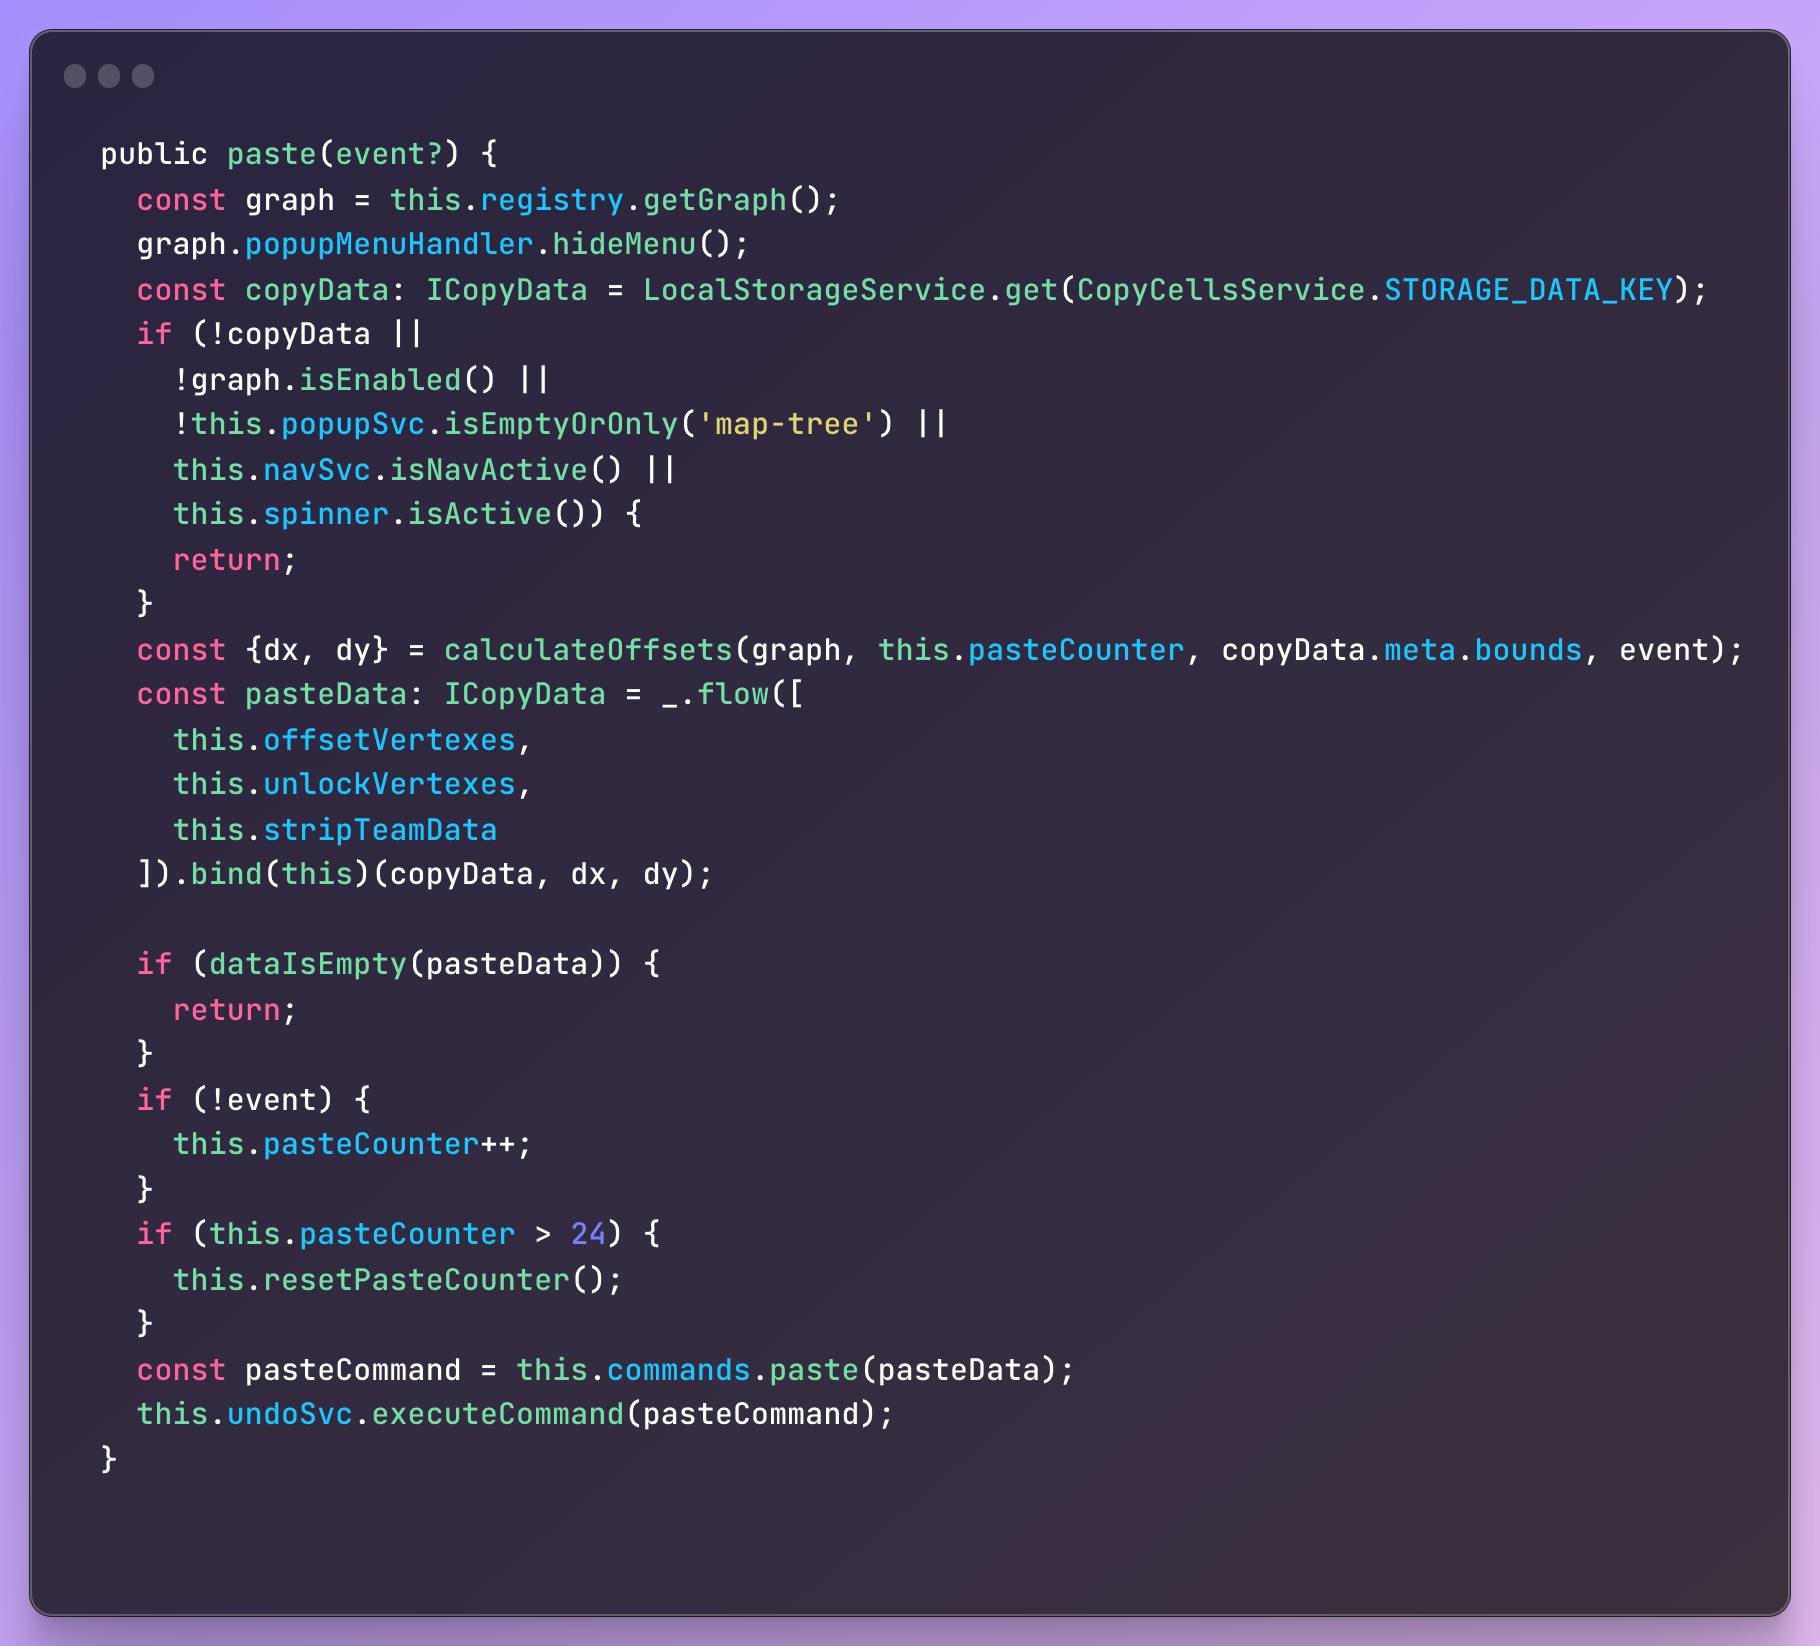 public paste(event?) {
  const graph = this.registry.getGraph();
  graph.popupMenuHandler.hideMenu();
  const copyData: ICopyData = LocalStorageService.get(CopyCellsService.STORAGE_DATA_KEY);
  if (!copyData ||
    !graph.isEnabled() ||
    !this.popupSvc.isEmptyOrOnly('map-tree') ||
    this.navSvc.isNavActive() ||
    this.spinner.isActive()) {
    return;
  }
  const {dx, dy} = calculateOffsets(graph, this.pasteCounter, copyData.meta.bounds, event);
  const pasteData: ICopyData = _.flow([
    this.offsetVertexes,
    this.unlockVertexes,
    this.stripTeamData
  ]).bind(this)(copyData, dx, dy);

  if (dataIsEmpty(pasteData)) {
    return;
  }
  if (!event) {
    this.pasteCounter++;
  }
  if (this.pasteCounter > 24) {
    this.resetPasteCounter();
  }
  const pasteCommand = this.commands.paste(pasteData);
  this.undoSvc.executeCommand(pasteCommand);
}